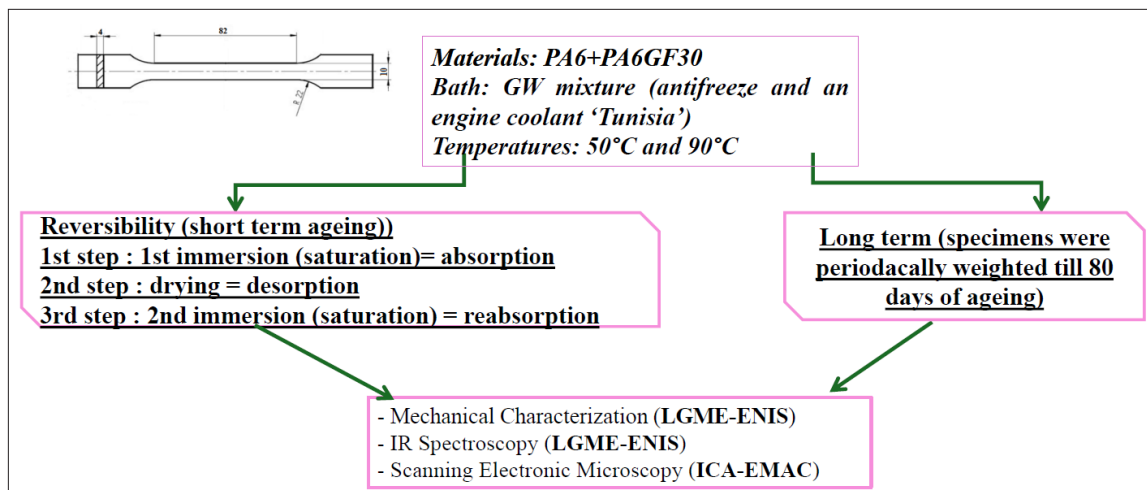 4
82
10
R 22
Materials: PA6+PA6GF30
Bath: GW mixture (antifreeze and an
engine coolant ‘Tunisia’)
Temperatures: 50°C and 90°C
Reversibility (short term ageing))
1st step : 1st immersion (saturation)= absorption
2nd step : drying = desorption
3rd step : 2nd immersion (saturation) = reabsorption
Long term (specimens were
periodacally weighted till 80
days of ageing)
- Mechanical Characterization (LGME-ENIS)
- IR Spectroscopy (LGME-ENIS)
- Scanning Electronic Microscopy (ICA-EMAC)